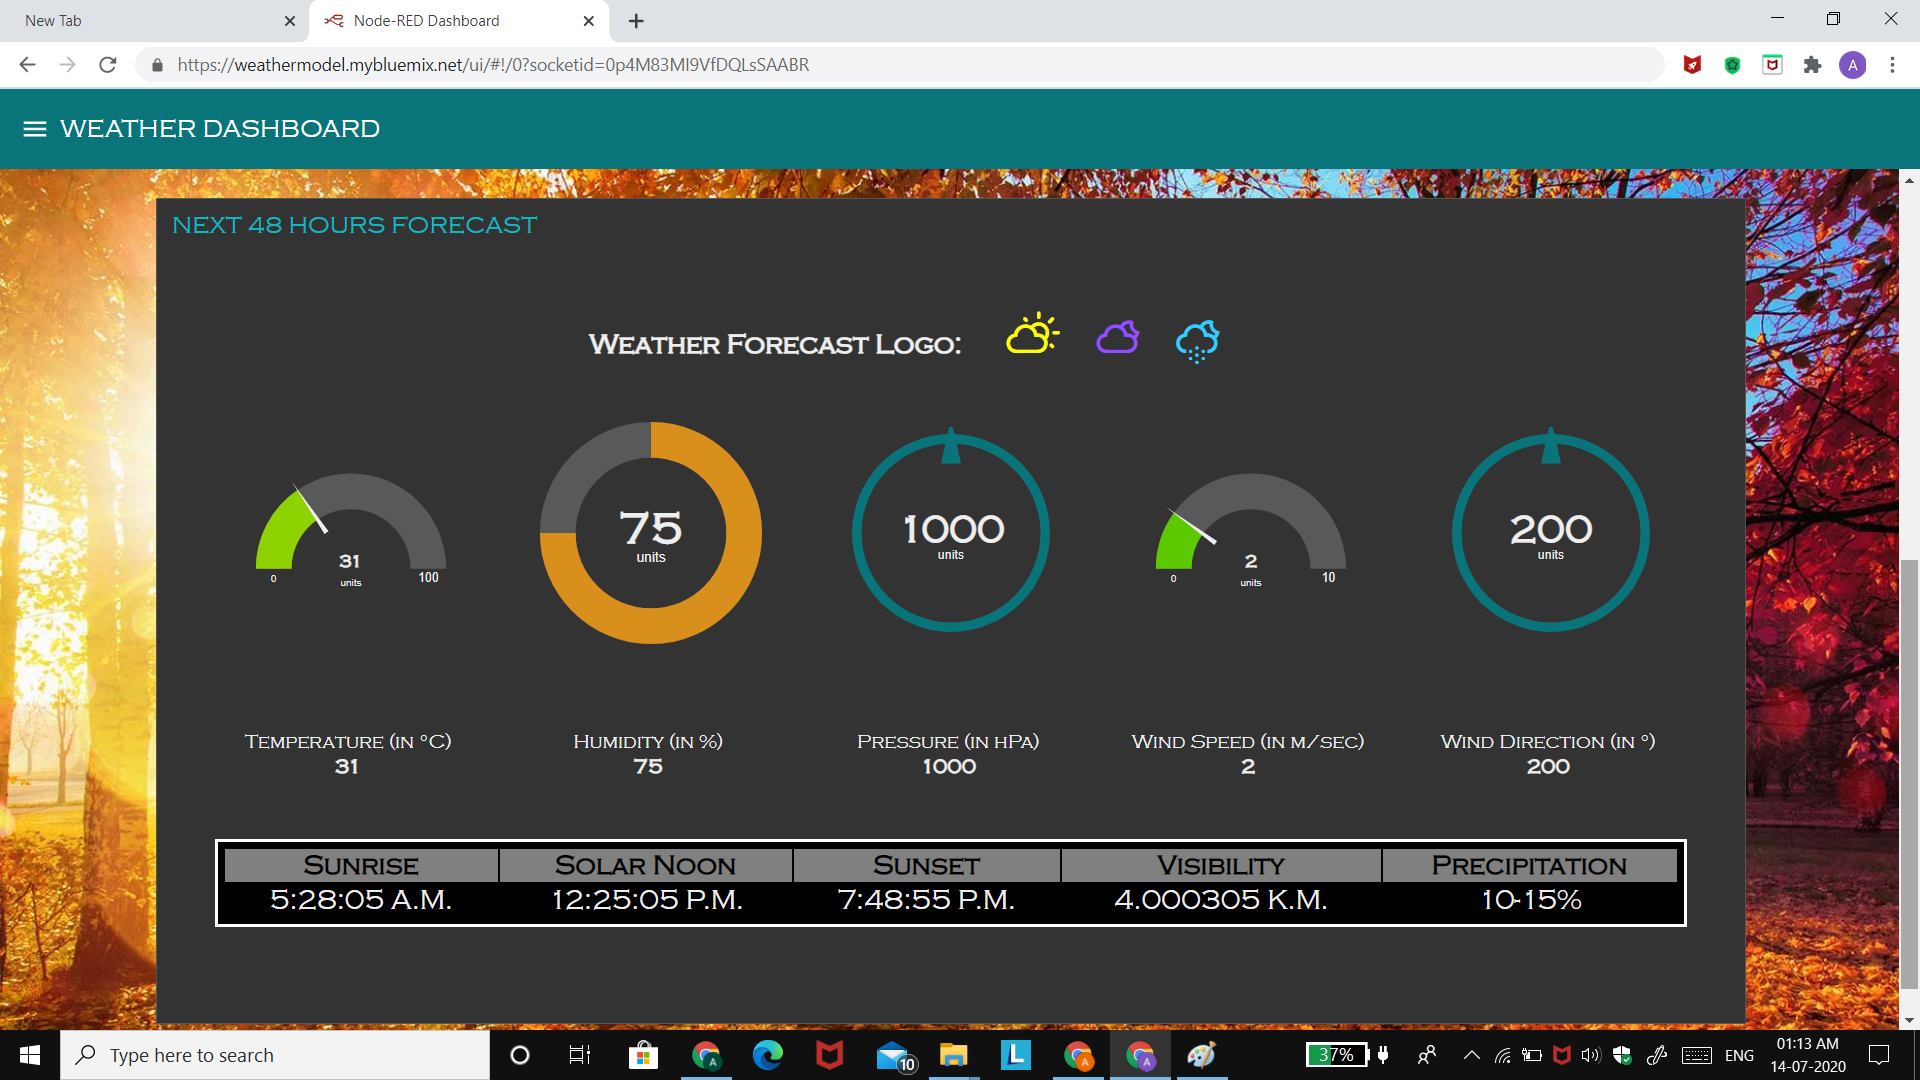 New Tab
Node-RED Dashboard
https://weathermodel.mybluemix.net/ui/#!/0?socketid=0p4M83MI9VfDQLsSAABR
A
WEATHER DASHBOARD
NEXT 48 HOURS FORECAST
WEATHER FORECAST LOGO:
31
units
0
100
75
units
1000
units
2
units
0
10
200
units
TEMPERATURE (IN °C)
31
HUMIDITY (IN %)
75
PRESSURE (IN HPA)
1000
WIND SPEED (IN M/SEC)
2
WIND DIRECTION (IN °)
200
SUNRISE SOLAR NOON SUNSET VISIBILITY PRECIPITATION
5:28:05 A.M. 12:25:05 P.M. 7:48:55 P.M. 4.000305 K.M. 10-15%
Type here to search
A
10
L
A
A
37%
ENG
01:13 AM
14-07-2020